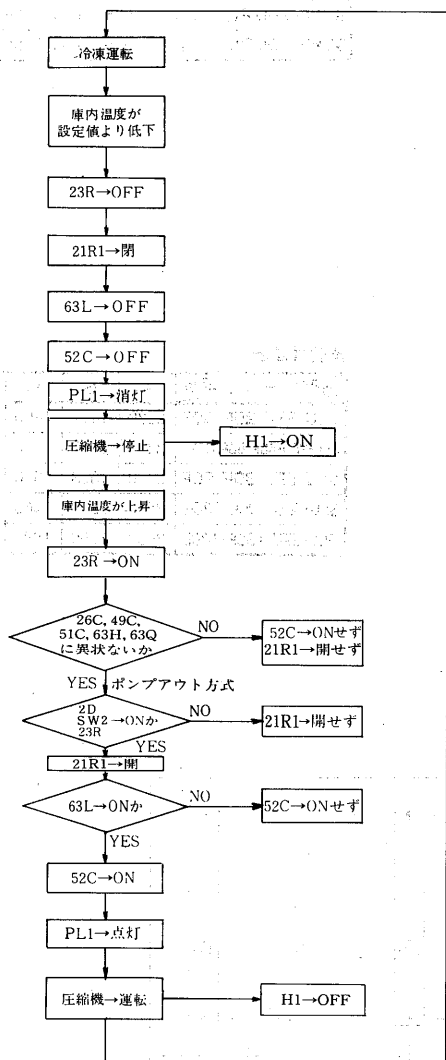 冷凍運転
庫内温度が
設定値より低下
23R→OFF
21R1→閉
63L→OFF
52C→OFF
PL1→消灯
圧縮機→停止
H1→ON
庫内温度が上昇
23R→ON
26C, 49C,
51C, 63H, 63Q
に異状ないか
NO
52C→ONせず
21R1→開せず
YES
ポンプアウト方式
2D
SW2→ONか
23R
NO
21R1→開せず
YES
21R1→開
63L→ONか
NO
52C→ONせず
YES
52C→ON
PL1→点灯
圧縮機→運転
H1→OFF